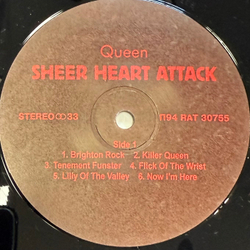 Queen
SHEER HEART ATTACK
STEREO 33 П94 RAT 30755
Side 1
1. Brighton Rock 2. Killer Queen
3. Tenement Funster 4. Flick Of The Wrist
5. Lilly Of The Valley 6. Now I'm Here